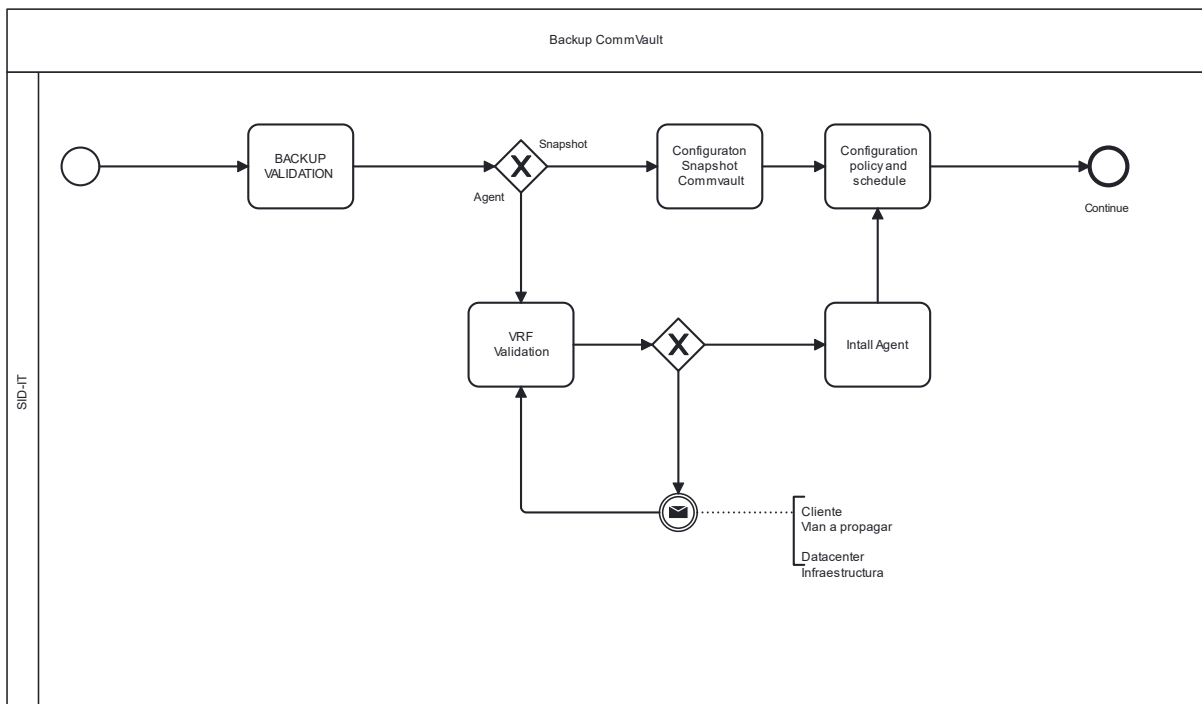 Backup CommVault
SID-IT
BACKUP
VALIDATION
Snapshot
Agent
Configuraton
Snapshot
Commvault
Configuration
policy and
schedule
Continue
VRF
Validation
Intall Agent
Cliente
Vlan a propagar
Datacenter
Infraestructura